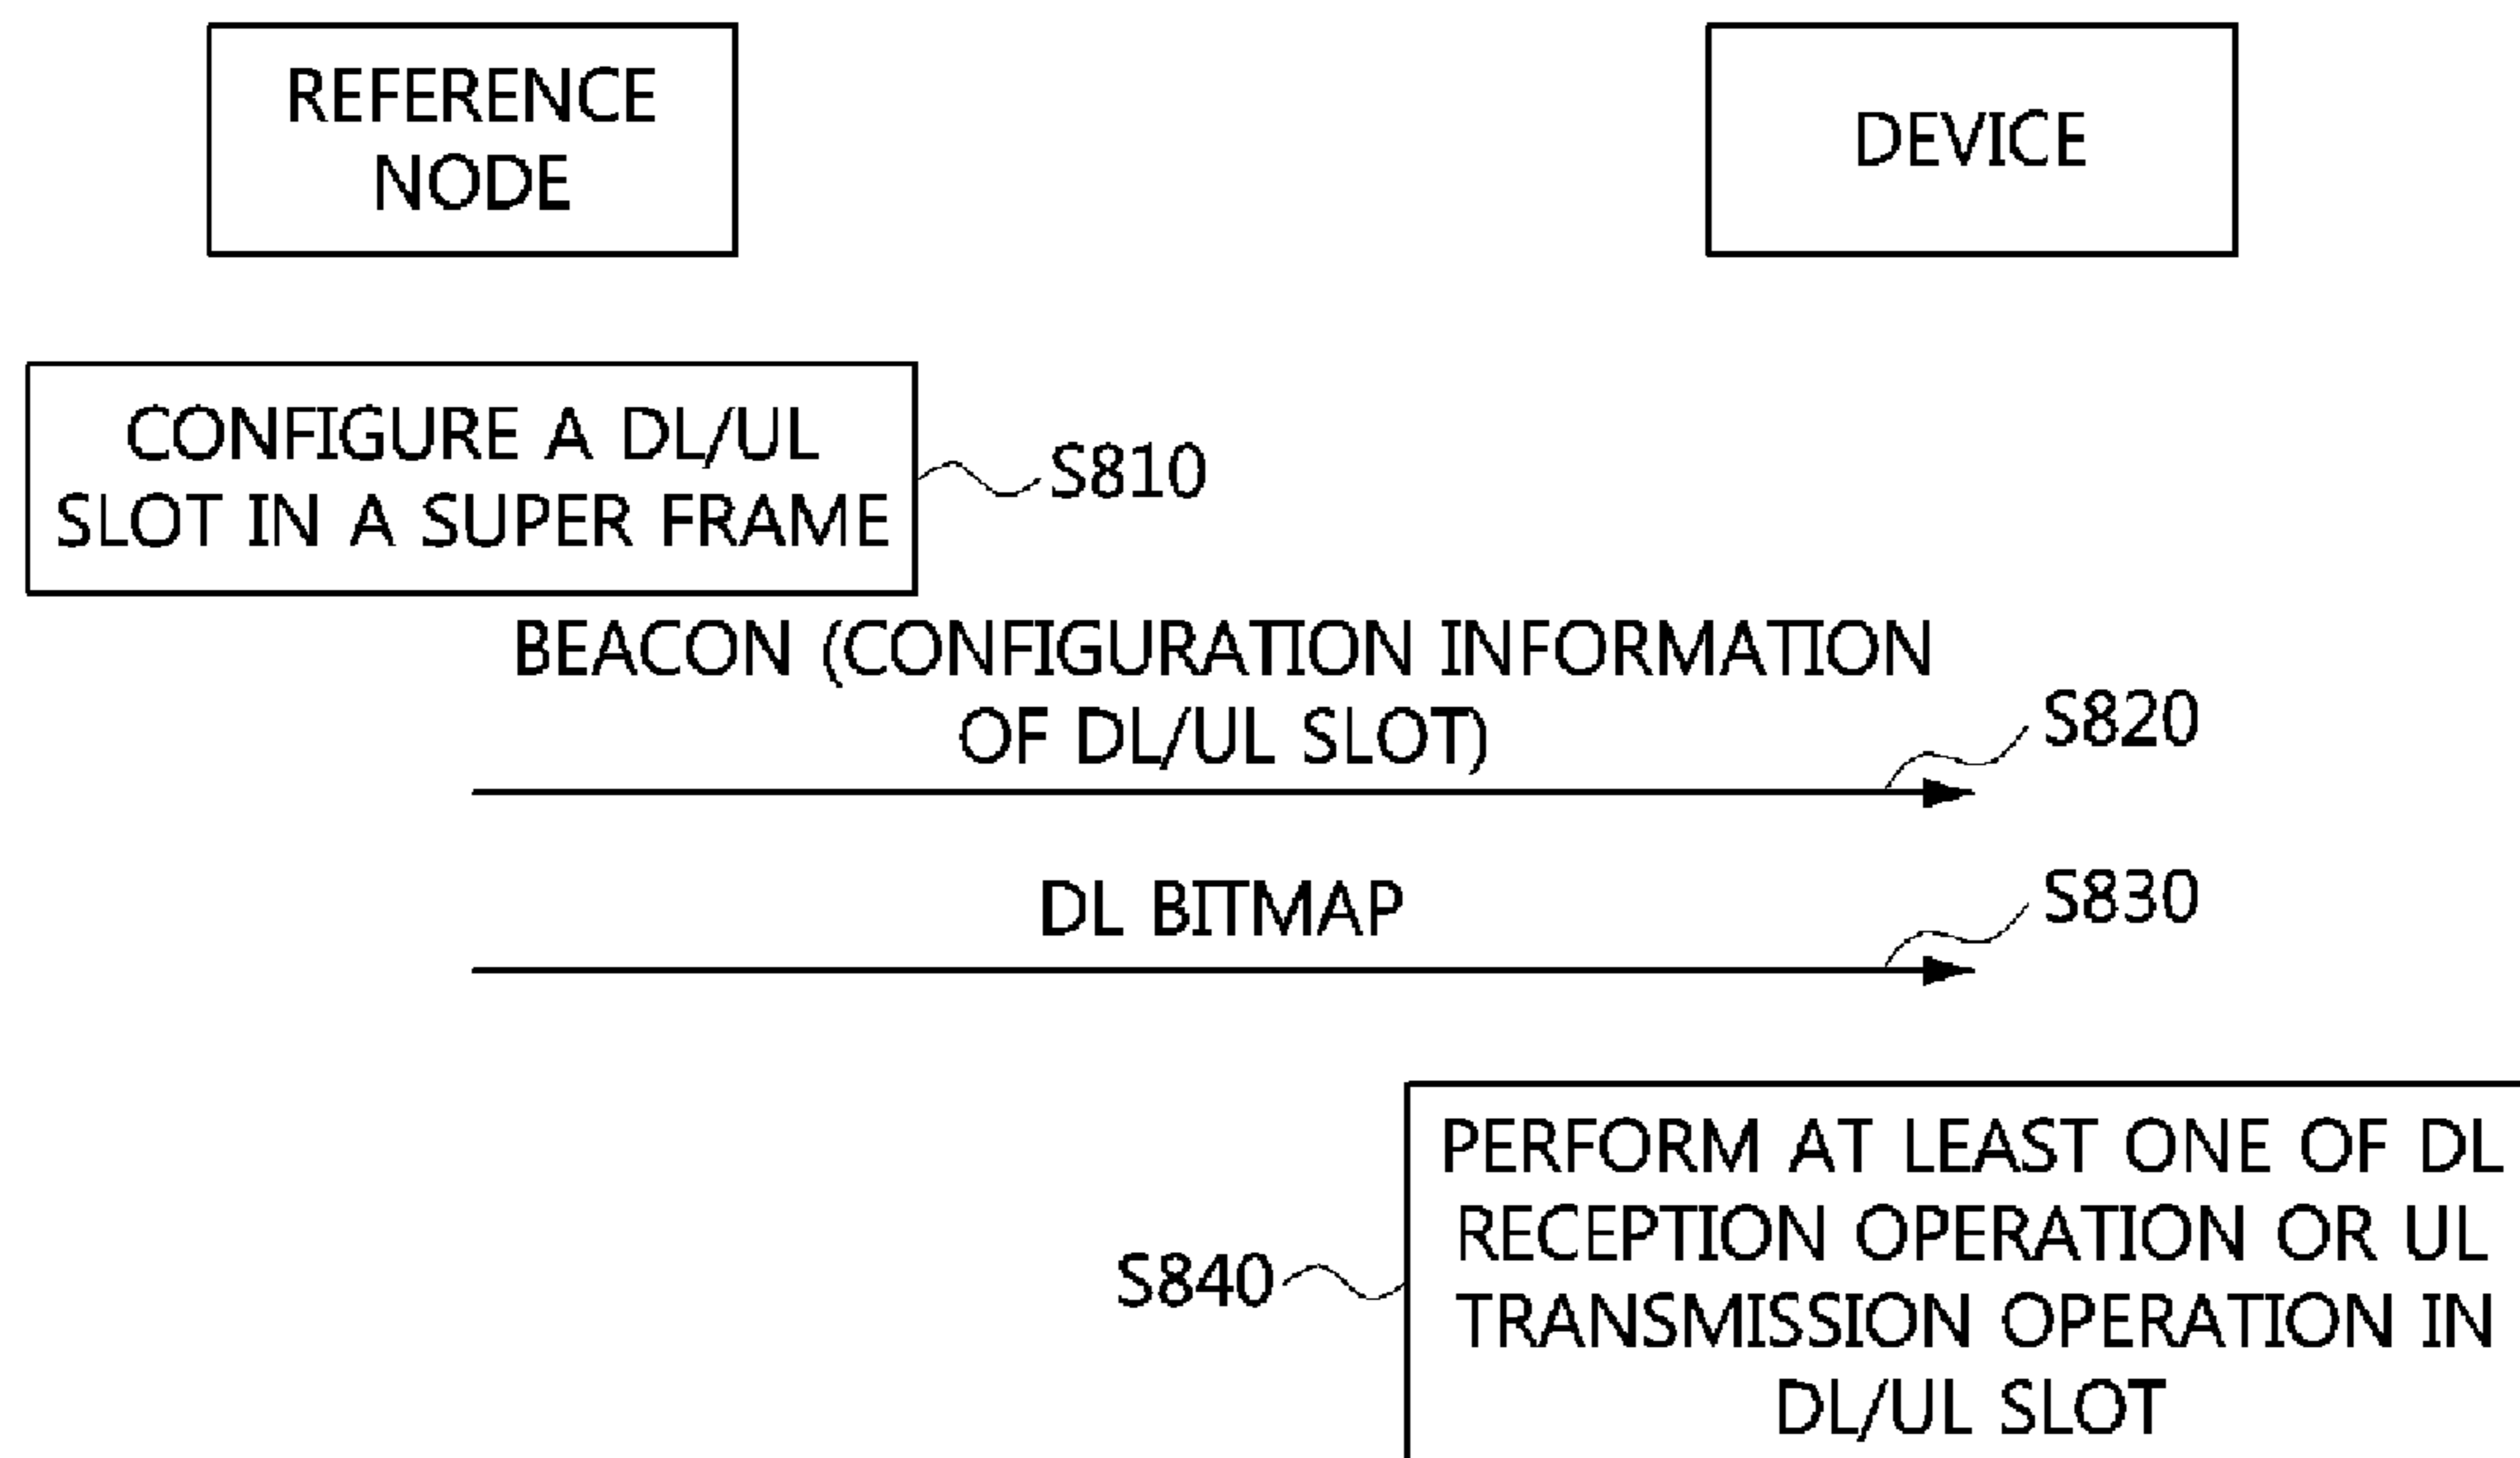 REFERENCE
NODE
DEVICE
CONFIGURE A DL/UL
SLOT IN A SUPER FRAME
S810
BEACON (CONFIGURATION INFORMATION
OF DL/UL SLOT)
S820
DL BITMAP
S830
PERFORM AT LEAST ONE OF DL
RECEPTION OPERATION OR UL
TRANSMISSION OPERATION IN
DL/UL SLOT
S840